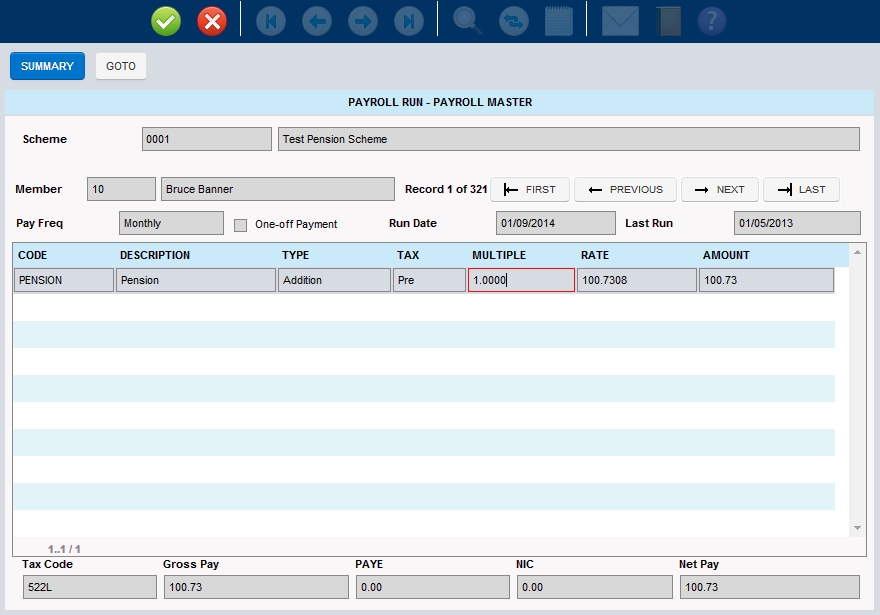 SUMMARY GOTO
PAYROLL RUN - PAYROLL MASTER
Scheme 0001 Test Pension Scheme
Member 10 Bruce Banner Record 1 of 321 FIRST PREVIOUS NEXT LAST
Pay Freq Monthly One-off Payment Run Date 01/09/2014 Last Run 01/05/2013
CODE DESCRIPTION TYPE TAX MULTIPLE RATE AMOUNT
PENSION Pension Addition Pre 1.0000 100.7308 100.73
1..1 / 1
Tax Code Gross Pay PAYE NIC Net Pay
522L 100.73 0.00 0.00 100.73